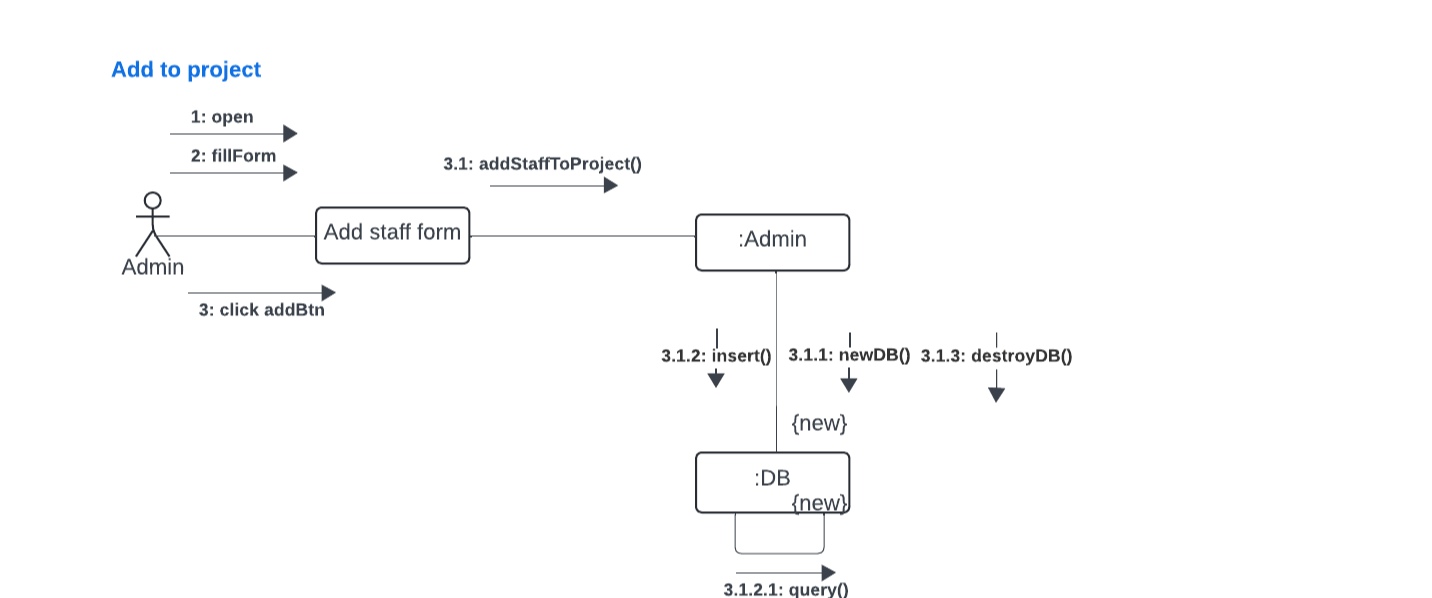 Add to project
1: open
2: fillForm
3.1: addStaffToProject()
Add staff form
:Admin
Admin
3: click addBtn
3.1.2: insert()
3.1.1: newDB()
3.1.3: destroyDB()
{new}
:DB
{new}
3.1.2.1: query()